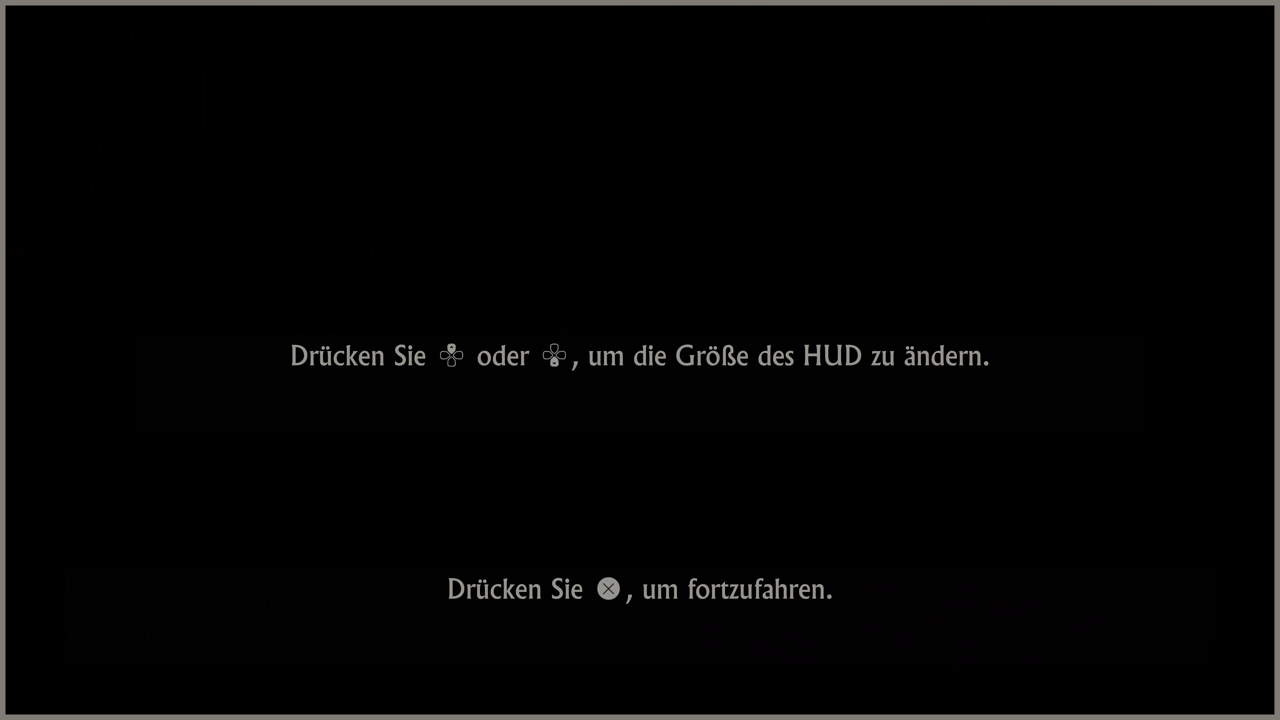 Drücken Sie oder , um die Größe des HUD zu ändern.
Drücken Sie ⊗, um fortzufahren.